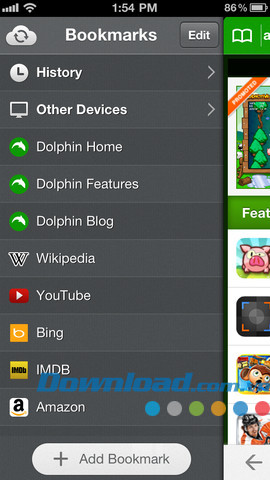 1:54 PM 86%
Bookmarks Edit
History
Other Devices
PROMOTED
Dolphin Home
Dolphin Features
Dolphin Blog
Feat
W Wikipedia
YouTube
b Bing
IMDb IMDB
Download.com
a Amazon
+ Add Bookmark